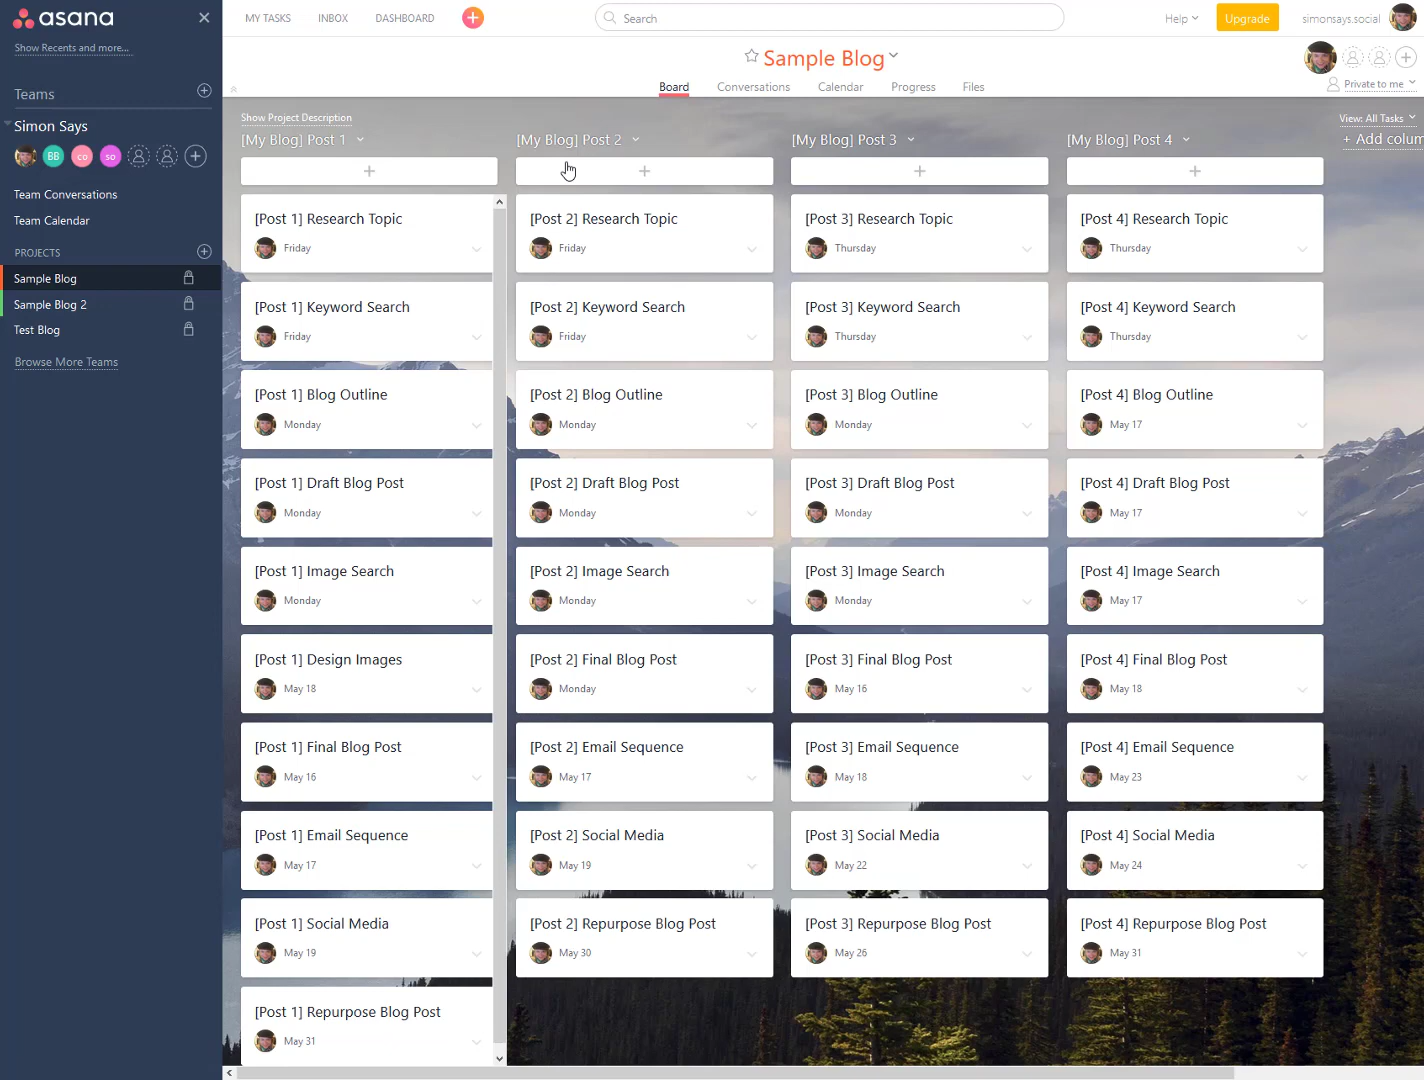 asana
Show Recents and more...
Teams
Simon Says
BB
co
so
Team Conversations
Team Calendar
PROJECTS
Sample Blog
Sample Blog 2
Test Blog
Browse More Teams
MY TASKS
INBOX
DASHBOARD
Search
Help
Upgrade
simonsays.social
Sample Blog
Board
Conversations
Calendar
Progress
Files
Private to me
Show Project Description
View: All Tasks
+ Add colum
[My Blog] Post 1
[Post 1] Research Topic
Friday
[Post 1] Keyword Search
Friday
[Post 1] Blog Outline
Monday
[Post 1] Draft Blog Post
Monday
[Post 1] Image Search
Monday
[Post 1] Design Images
May 18
[Post 1] Final Blog Post
May 16
[Post 1] Email Sequence
May 17
[Post 1] Social Media
May 19
[Post 1] Repurpose Blog Post
May 31
[My Blog] Post 2
[Post 2] Research Topic
Friday
[Post 2] Keyword Search
Friday
[Post 2] Blog Outline
Monday
[Post 2] Draft Blog Post
Monday
[Post 2] Image Search
Monday
[Post 2] Final Blog Post
Monday
[Post 2] Email Sequence
May 17
[Post 2] Social Media
May 19
[Post 2] Repurpose Blog Post
May 30
[My Blog] Post 3
[Post 3] Research Topic
Thursday
[Post 3] Keyword Search
Thursday
[Post 3] Blog Outline
Monday
[Post 3] Draft Blog Post
Monday
[Post 3] Image Search
Monday
[Post 3] Final Blog Post
May 16
[Post 3] Email Sequence
May 18
[Post 3] Social Media
May 22
[Post 3] Repurpose Blog Post
May 26
[My Blog] Post 4
[Post 4] Research Topic
Thursday
[Post 4] Keyword Search
Thursday
[Post 4] Blog Outline
May 17
[Post 4] Draft Blog Post
May 17
[Post 4] Image Search
May 17
[Post 4] Final Blog Post
May 18
[Post 4] Email Sequence
May 23
[Post 4] Social Media
May 24
[Post 4] Repurpose Blog Post
May 31